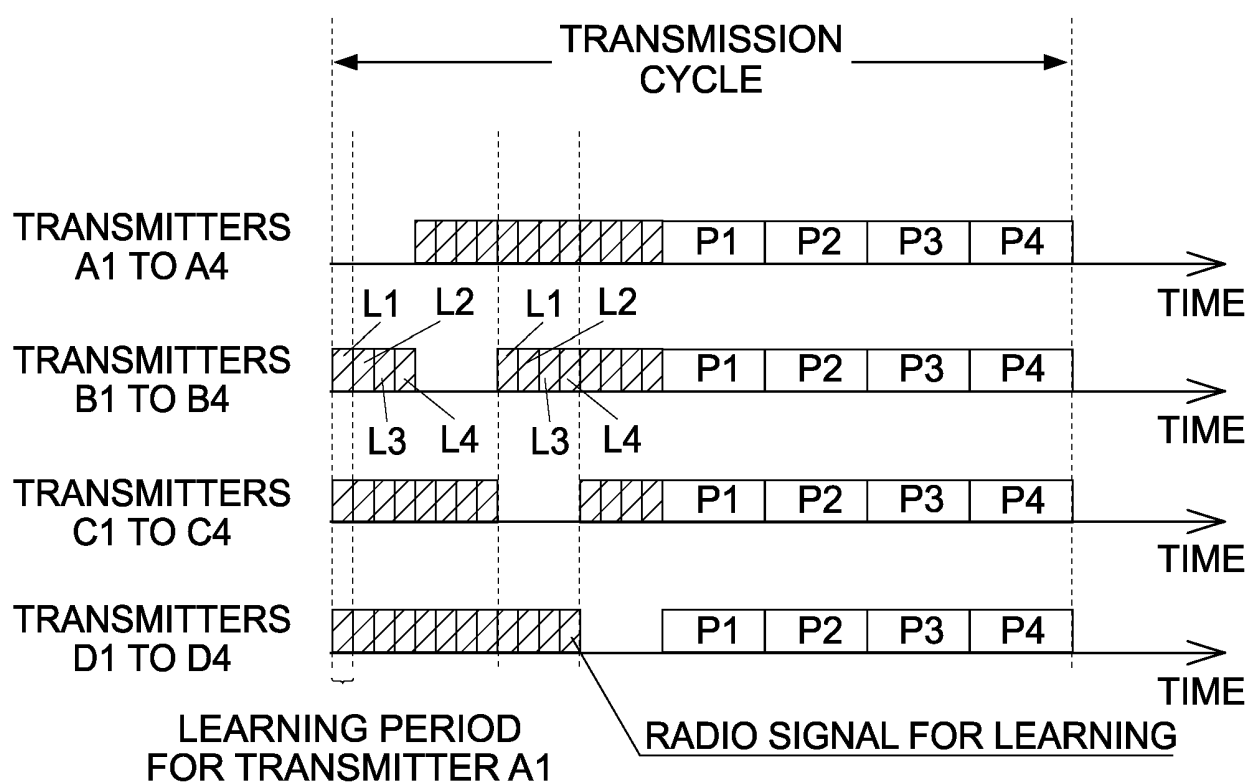 TRANSMISSION
CYCLE
TRANSMITTERS
A1 TO A4
P1 P2 P3 P4
TIME
L1 L2 L1 L2
TRANSMITTERS
B1 TO B4
P1 P2 P3 P4
TIME
L3 L4 L3 L4
TRANSMITTERS
C1 TO C4
P1 P2 P3 P4
TIME
TRANSMITTERS
D1 TO D4
P1 P2 P3 P4
TIME
LEARNING PERIOD
FOR TRANSMITTER A1
RADIO SIGNAL FOR LEARNING